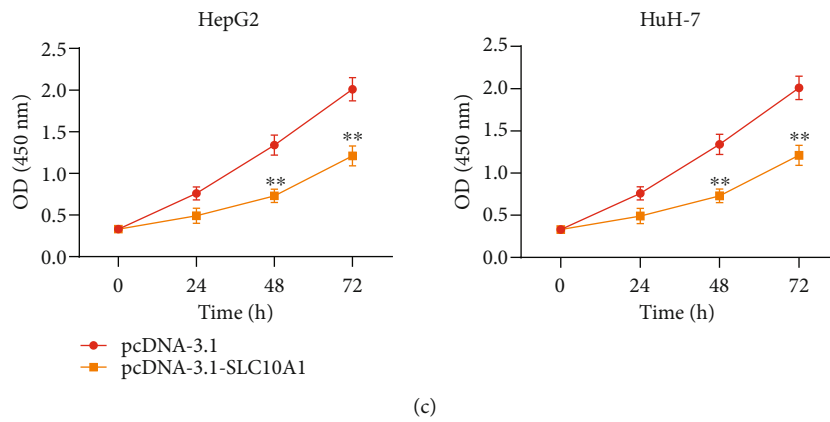 HepG2
OD (450 nm)
2.5
2.0
1.5
1.0
0.5
0.0
**
**
0 24 48 72
Time (h)
HuH-7
OD (450 nm)
2.5
2.0
1.5
1.0
0.5
0.0
**
**
0 24 48 72
Time (h)
pcDNA-3.1
pcDNA-3.1-SLC10A1
(c)